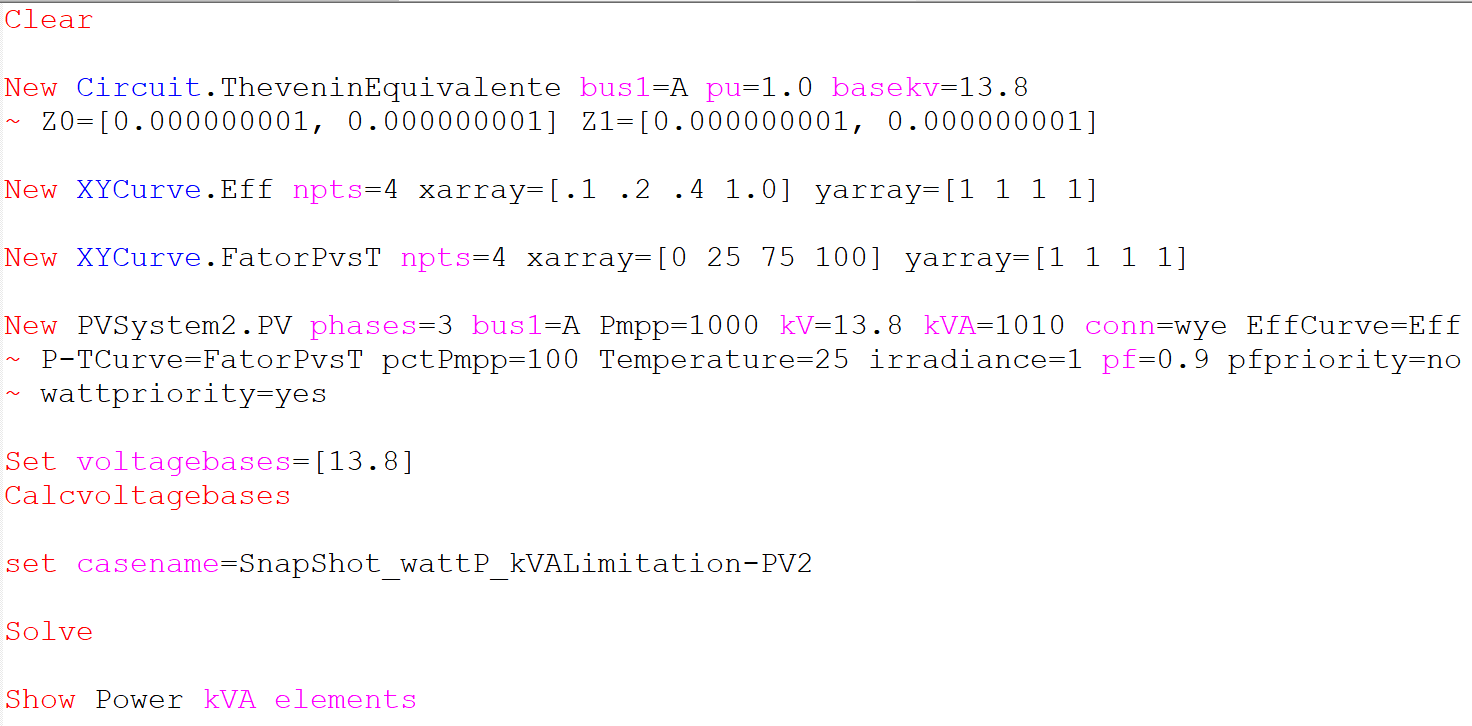 Clear
New Circuit.TheveninEquivalente bus1=A pu=1.0 basekv=13.8
~ Z0=[0.000000001, 0.000000001] Z1=[0.000000001, 0.000000001]
New XYCurve.Eff npts=4 xarray=[.1 .2 .4 1.0] yarray=[1 1 1 1]
New XYCurve.FatorPvsT npts=4 xarray=[0 25 75 100] yarray=[1 1 1 1]
New PVSystem2.PV phases=3 bus1=A Pmpp=1000 kV=13.8 kVA=1010 conn=wye EffCurve=Eff
~ P-TCurve=FatorPvsT pctPmpp=100 Temperature=25 irradiance=1 pf=0.9 pfpriority=no
~ wattpriority=yes
Set voltagebases=[13.8]
Calcvoltagebases
set casename=SnapShot_wattP_kVALimitation-PV2
Solve
Show Power kVA elements